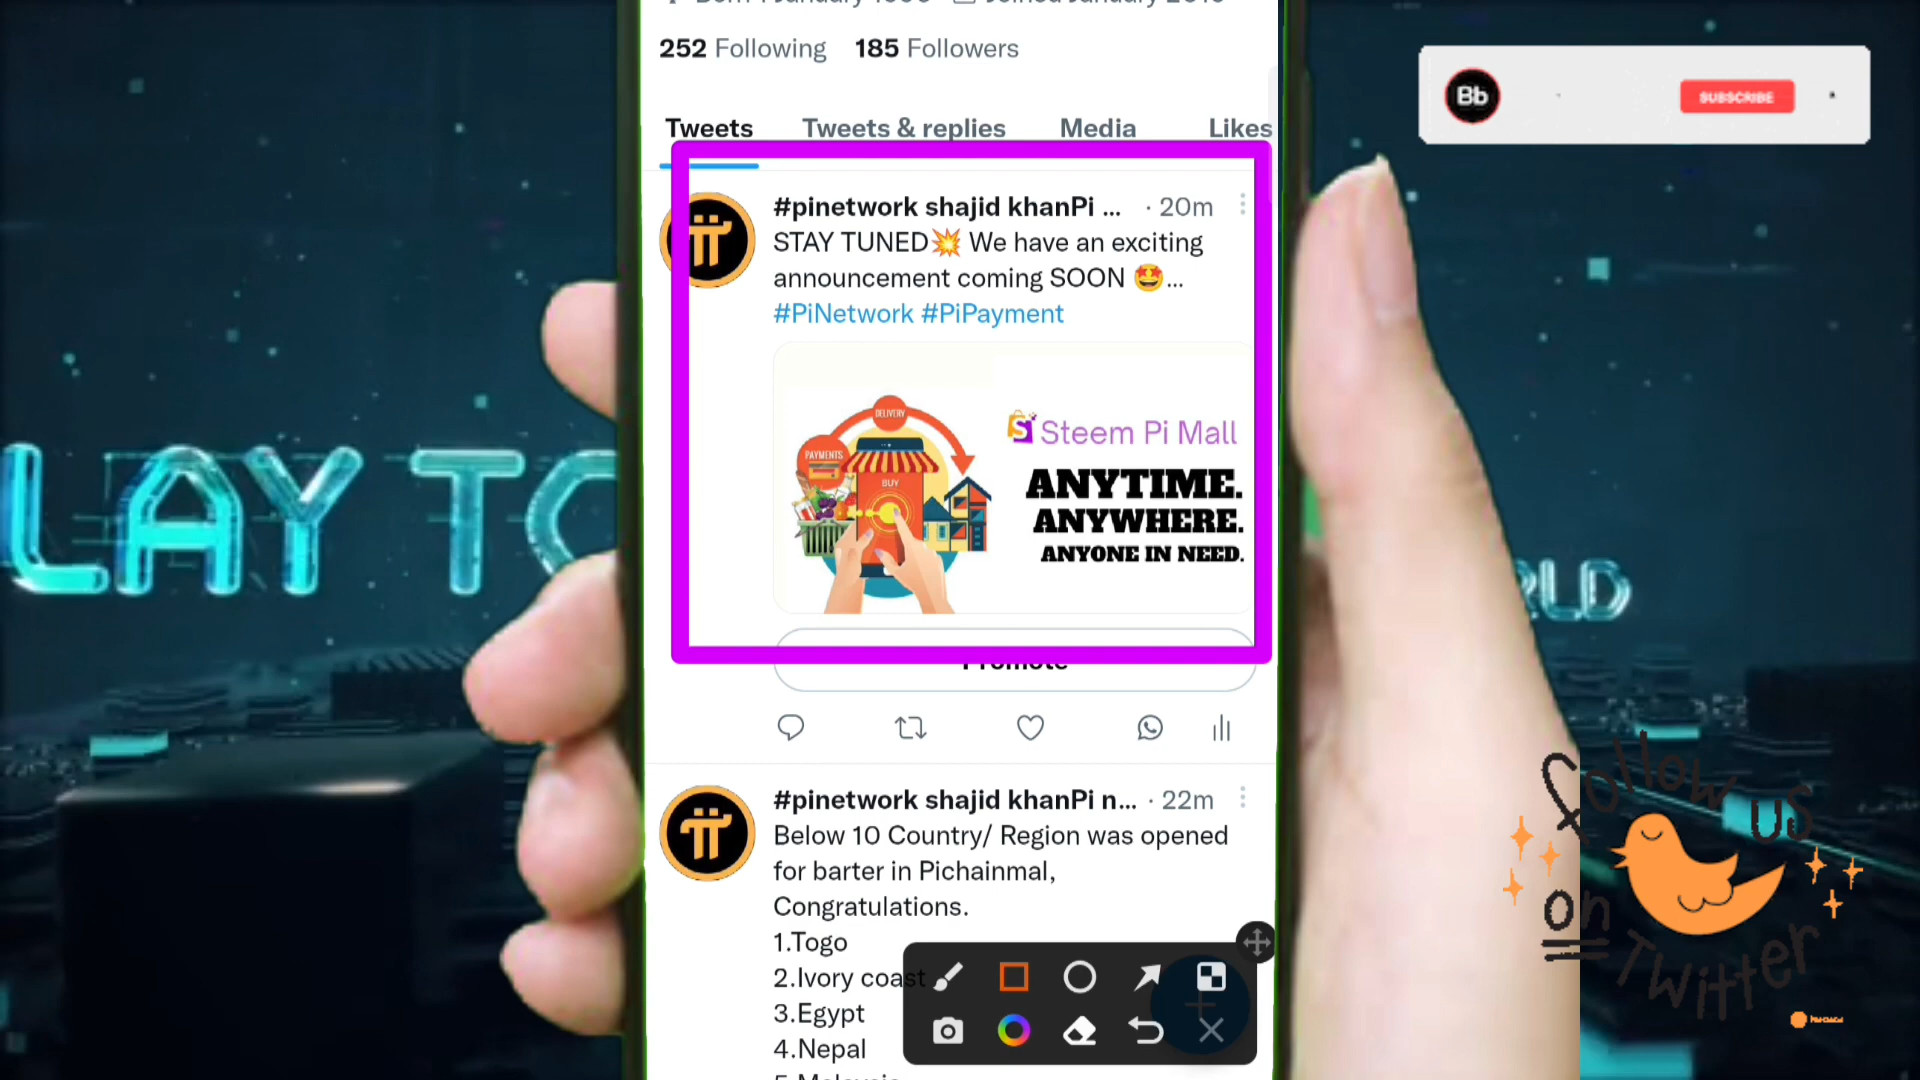 252 Following 185 Followers
Tweets Tweets & replies Media Likes
#pinetwork shajid khanPi ... · 20m
STAY TUNED💥 We have an exciting
announcement coming SOON 🤩...
#PiNetwork #PiPayment
DELIVERY
PAYMENTS
BUY
Steem Pi Mall
ANYTIME.
ANYWHERE.
ANYONE IN NEED.
Promote
#pinetwork shajid khanPi n... · 22m
Below 10 Country/ Region was opened
for barter in Pichainmal,
Congratulations.
1.Togo
2.Ivory coast
3.Egypt
4.Nepal
Bb
SUBSCRIBE
LAY TO
RLD
follow us
on
Twitter